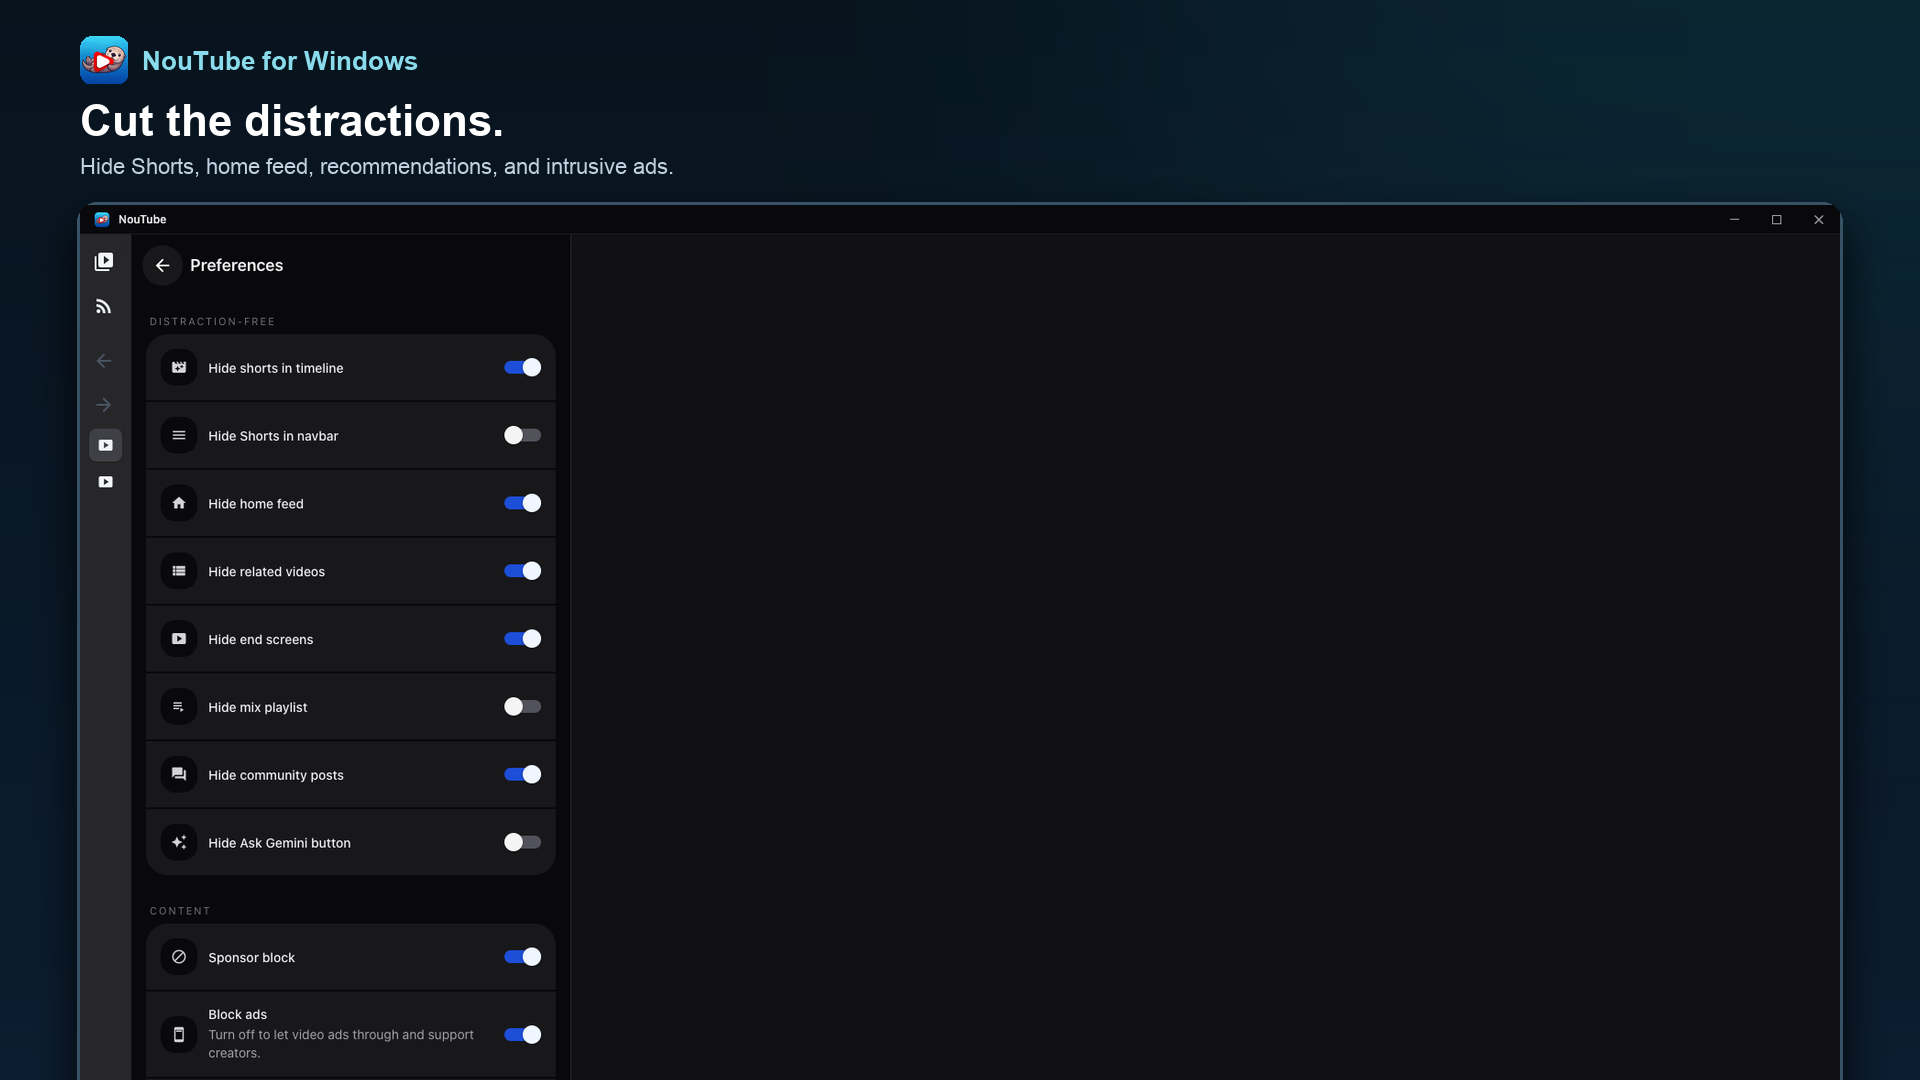 NouTube for Windows
Cut the distractions.
Hide Shorts, home feed, recommendations, and intrusive ads.
NouTube
Preferences
DISTRACTION-FREE
Hide shorts in timeline
Hide Shorts in navbar
Hide home feed
Hide related videos
Hide end screens
Hide mix playlist
Hide community posts
Hide Ask Gemini button
CONTENT
Sponsor block
Block ads
Turn off to let video ads through and support
creators.